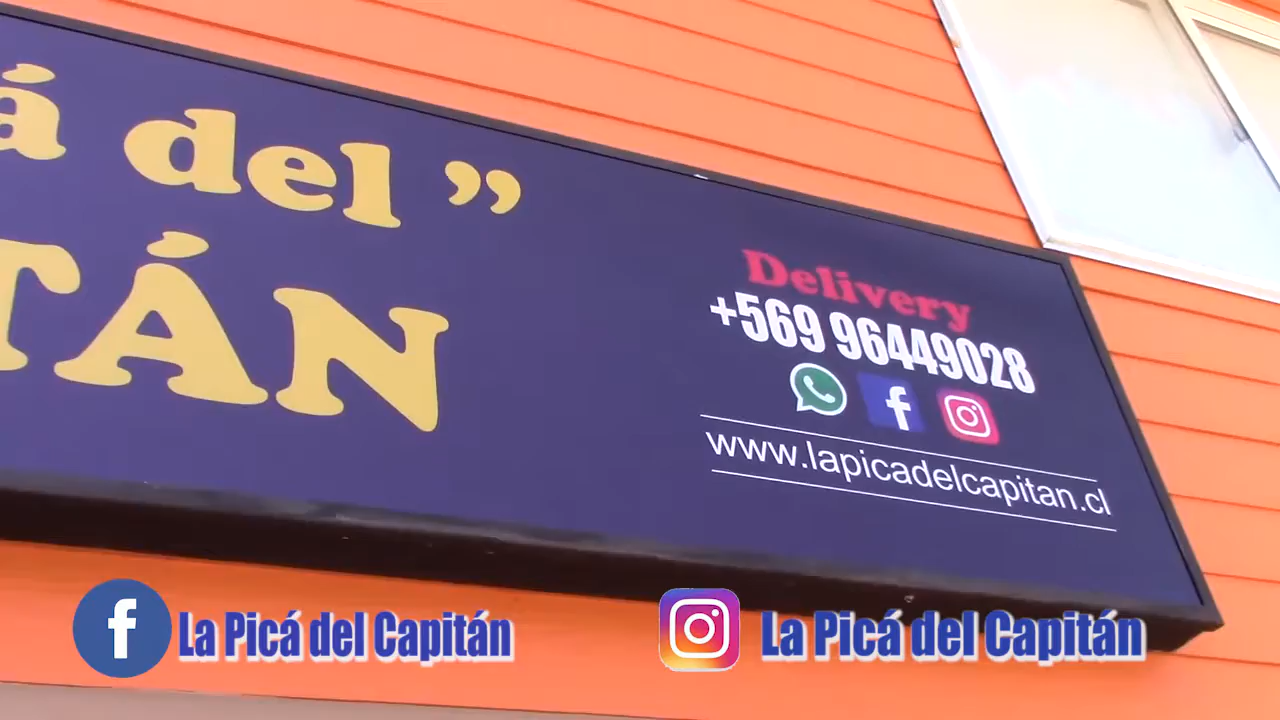 á del ”
TÁN
Delivery
+569 96449028
www.lapicadelcapitan.cl
La Picá del Capitán
La Picá del Capitán